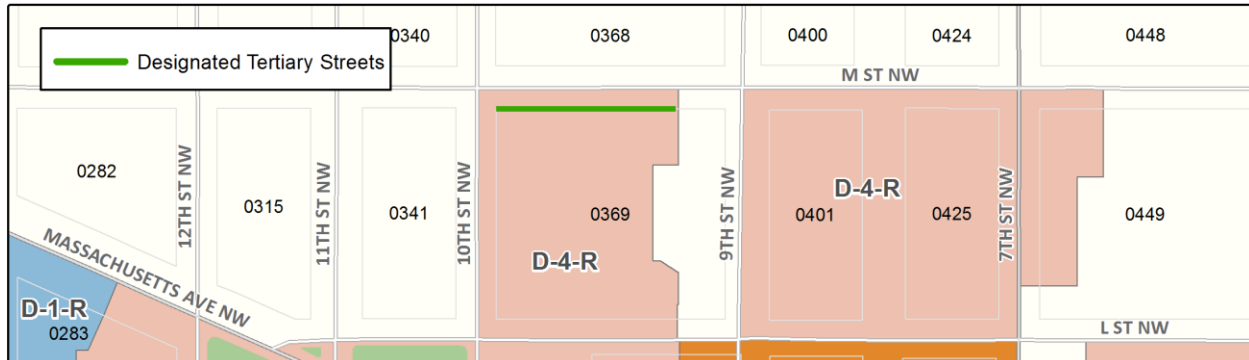 0340
0368
0400
0424
0448
Designated Tertiary Streets
M ST NW
0282
12TH ST NW
0315
11TH ST NW
0341
10TH ST NW
0369
9TH ST NW
D-4-R
0401
0425
7TH ST NW
0449
MASSACHUSETTS AVE NW
D-4-R
D-1-R
0283
L ST NW